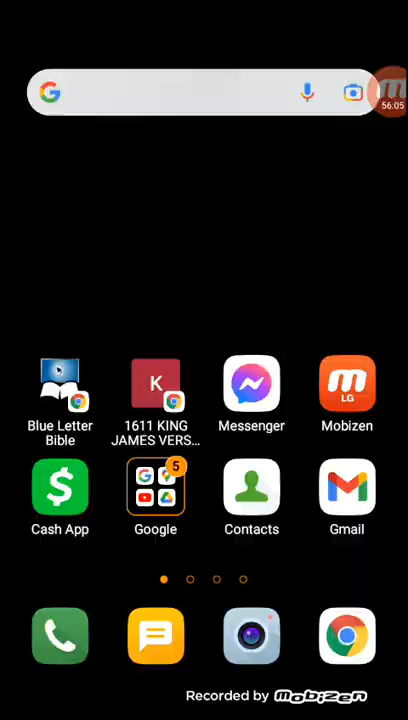 56:05
Blue Letter
Bible
K
1611 KING
JAMES VERS...
Messenger
LG
Mobizen
Cash App
5
Google
Contacts
Gmail
Recorded by Mobizen